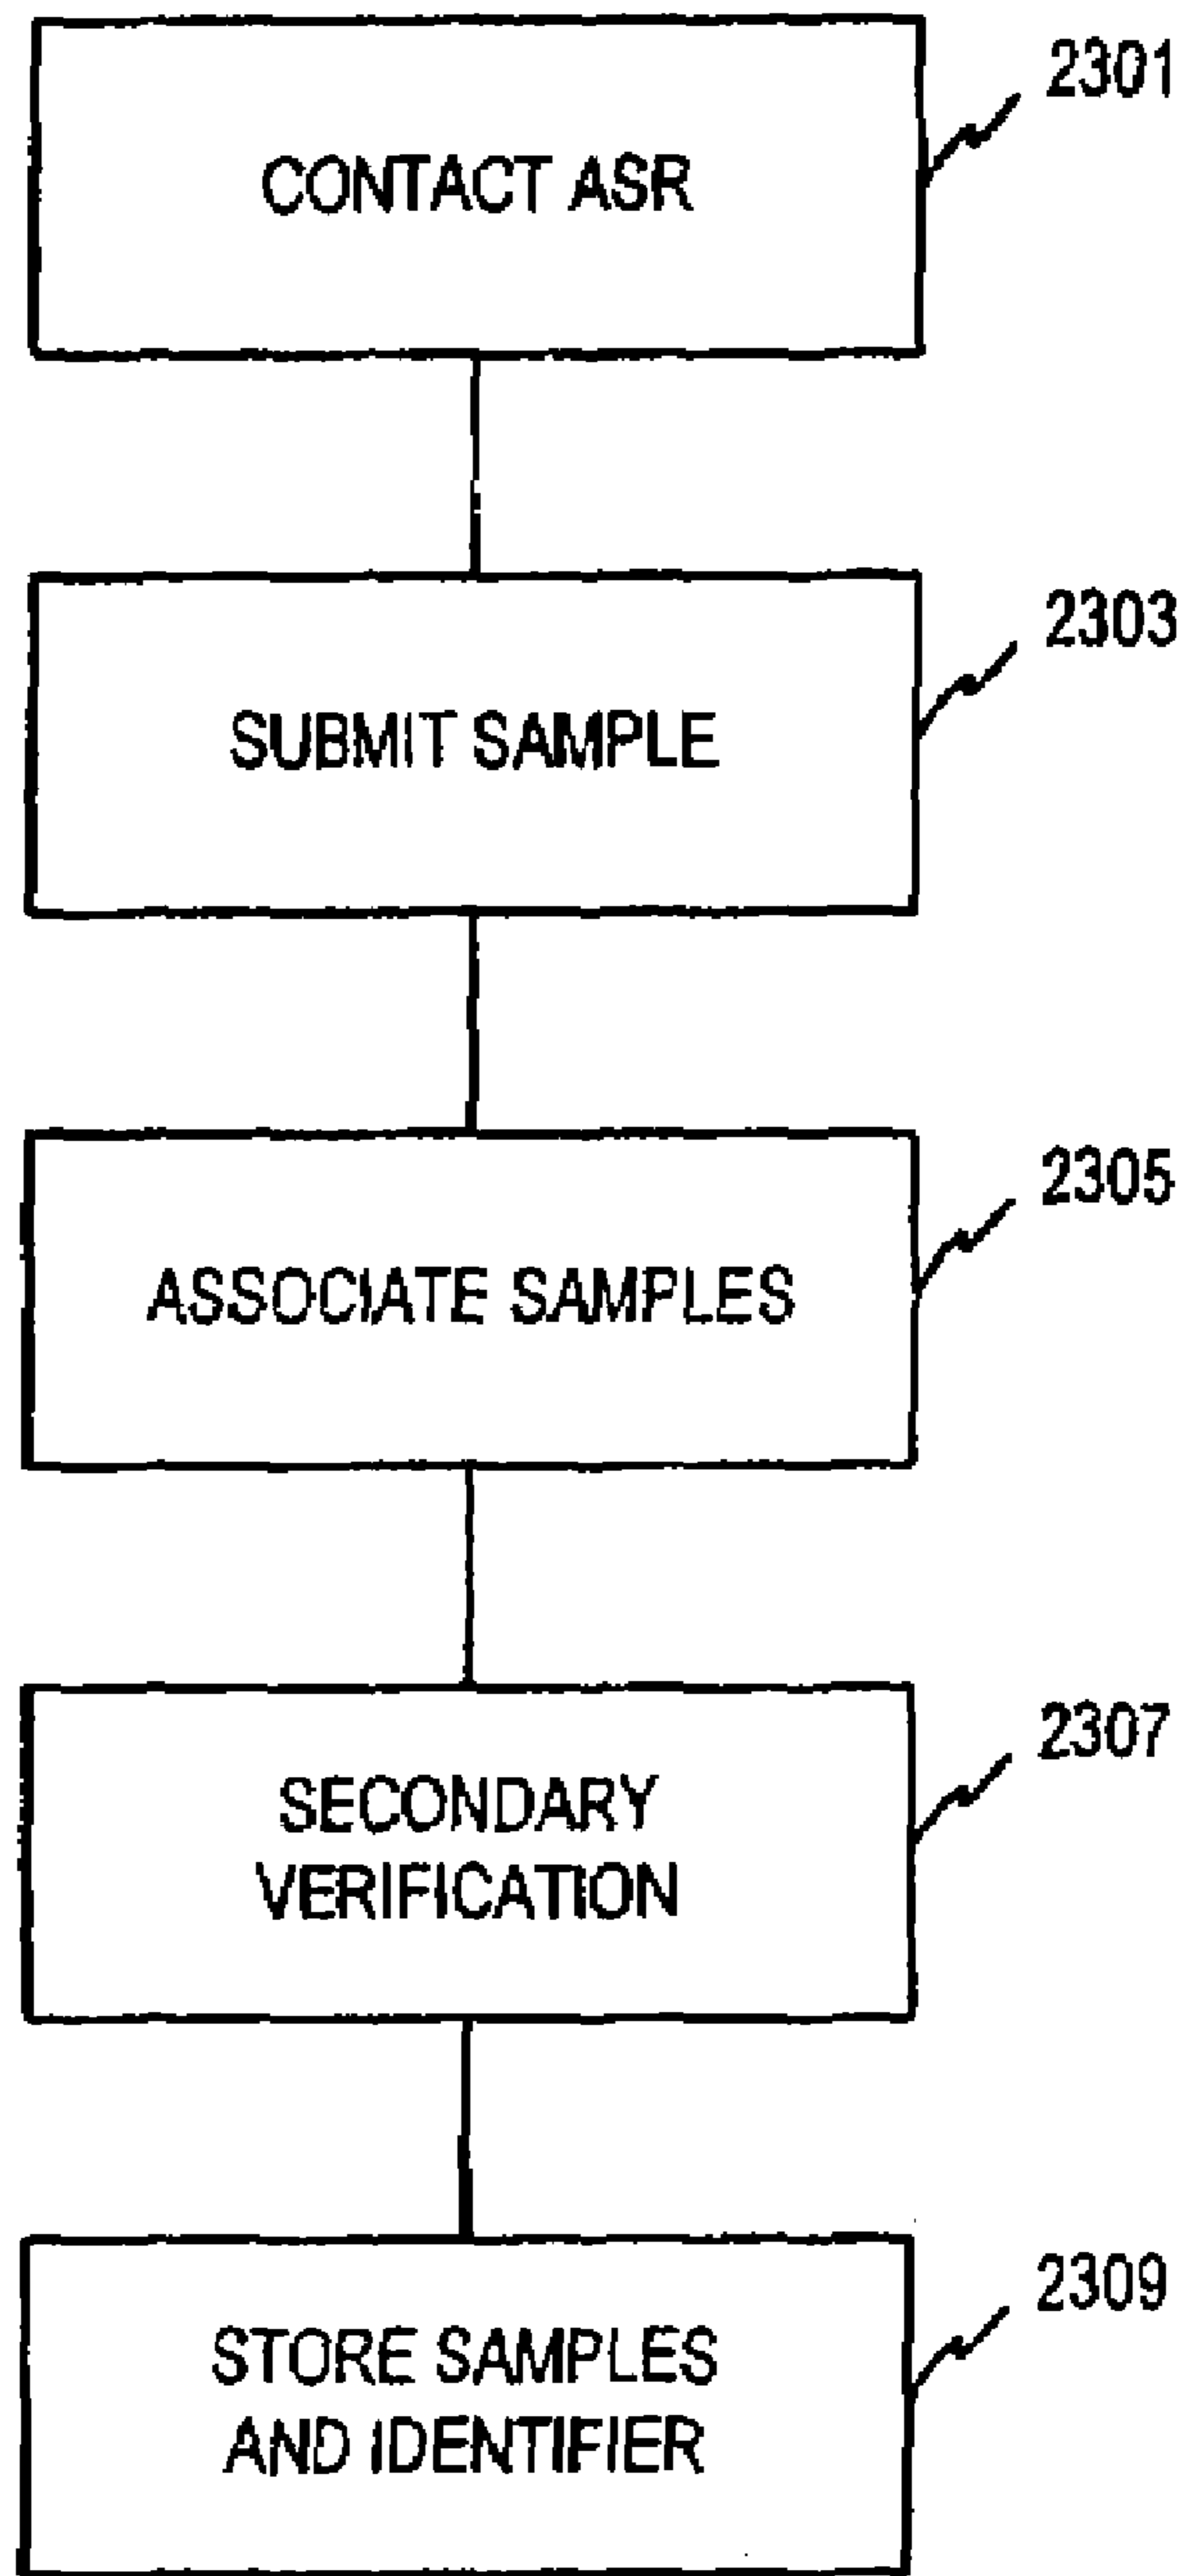 2301
CONTACT ASR
2303
SUBMIT SAMPLE
2305
ASSOCIATE SAMPLES
2307
SECONDARY
VERIFICATION
2309
STORE SAMPLES
AND IDENTIFIER